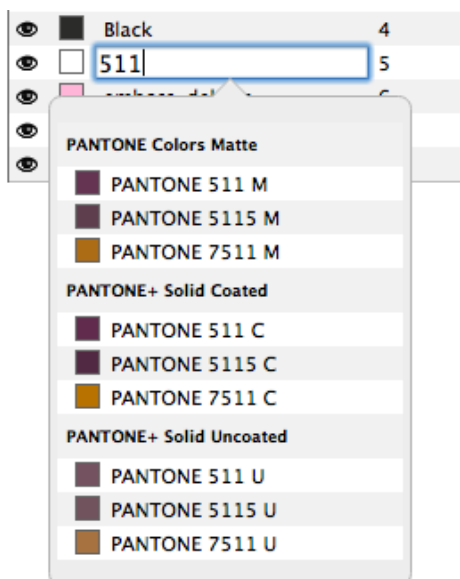 Black 4
511 5
PANTONE Colors Matte
PANTONE 511 M
PANTONE 5115 M
PANTONE 7511 M
PANTONE+ Solid Coated
PANTONE 511 C
PANTONE 5115 C
PANTONE 7511 C
PANTONE+ Solid Uncoated
PANTONE 511 U
PANTONE 5115 U
PANTONE 7511 U